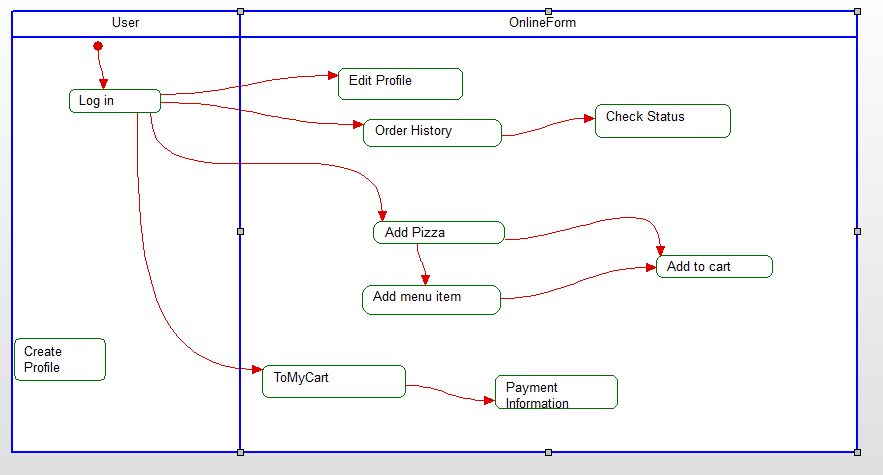 User
OnlineForm
Log in
Edit Profile
Order History
Check Status
Add Pizza
Add to cart
Add menu item
Create
Profile
ToMyCart
Payment
Information